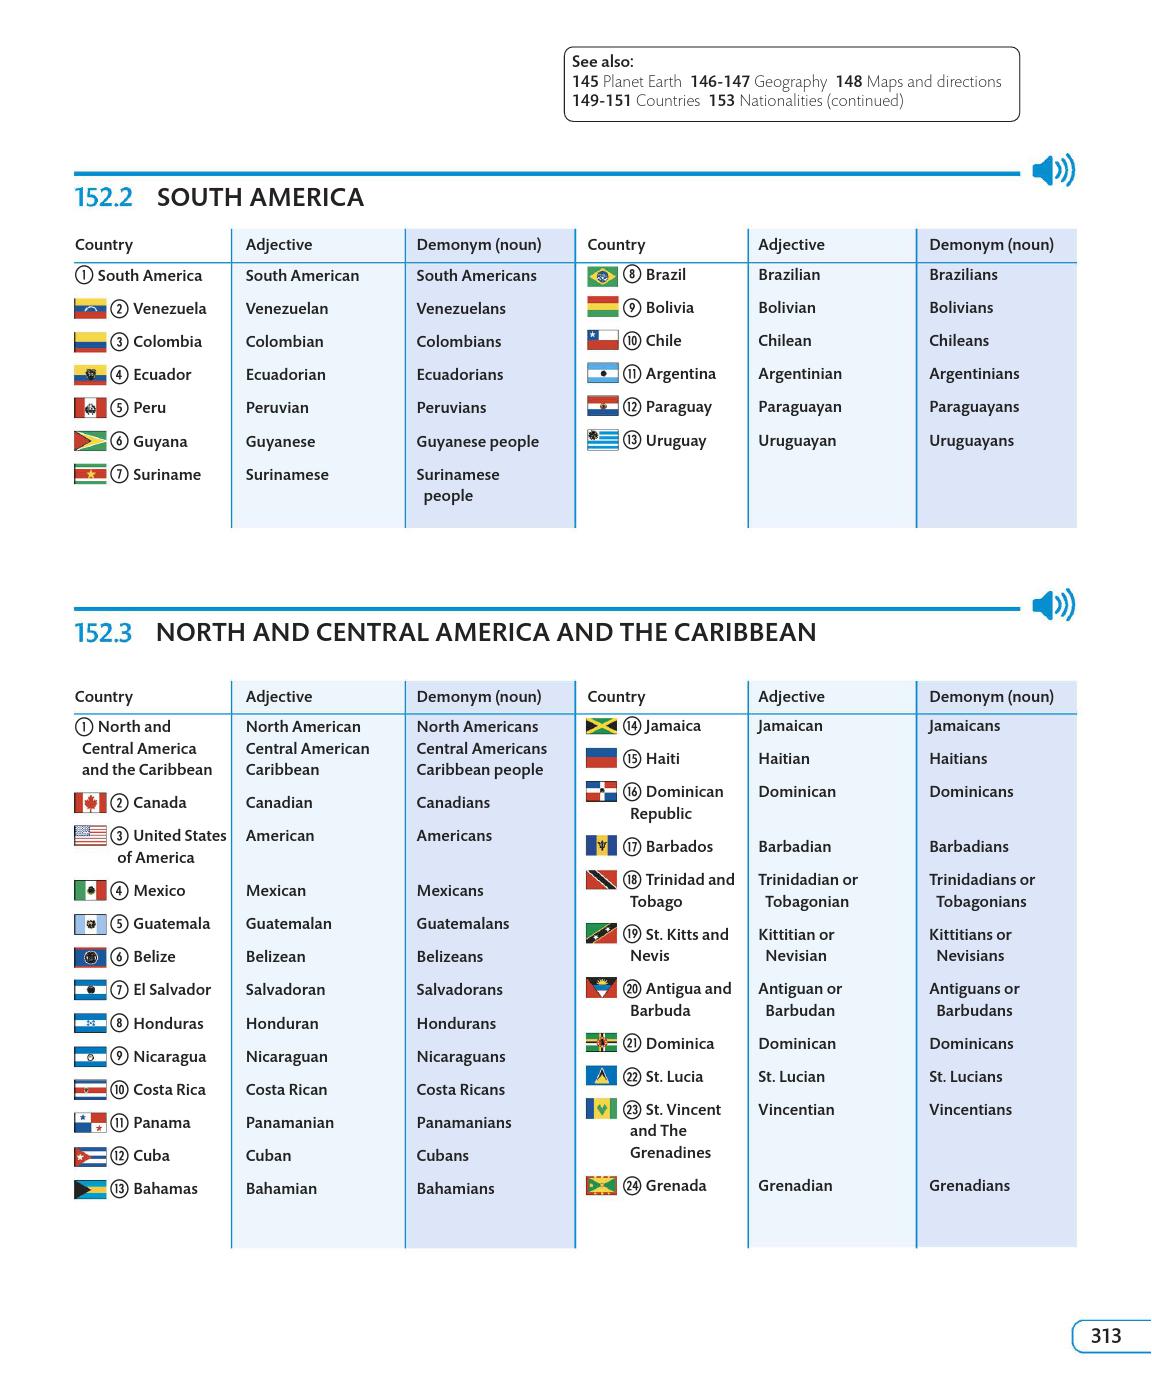 See also:
145 Planet Earth 146-147 Geography 148 Maps and directions
149-151 Countries 153 Nationalities (continued)
152.2 SOUTH AMERICA
Country Adjective Demonym (noun)
① South America South American South Americans
② Venezuela Venezuelan Venezuelans
③ Colombia Colombian Colombians
④ Ecuador Ecuadorian Ecuadorians
⑤ Peru Peruvian Peruvians
⑥ Guyana Guyanese Guyanese people
⑦ Suriname Surinamese Surinamese
people
Country Adjective Demonym (noun)
⑧ Brazil Brazilian Brazilians
⑨ Bolivia Bolivian Bolivians
⑩ Chile Chilean Chileans
⑪ Argentina Argentinian Argentinians
⑫ Paraguay Paraguayan Paraguayans
⑬ Uruguay Uruguayan Uruguayans
152.3 NORTH AND CENTRAL AMERICA AND THE CARIBBEAN
Country Adjective Demonym (noun)
① North and North American North Americans
Central America Central American Central Americans
and the Caribbean Caribbean Caribbean people
② Canada Canadian Canadians
③ United States American Americans
of America
④ Mexico Mexican Mexicans
⑤ Guatemala Guatemalan Guatemalans
⑥ Belize Belizean Belizeans
⑦ El Salvador Salvadoran Salvadorans
⑧ Honduras Honduran Hondurans
⑨ Nicaragua Nicaraguan Nicaraguans
⑩ Costa Rica Costa Rican Costa Ricans
⑪ Panama Panamanian Panamanians
⑫ Cuba Cuban Cubans
⑬ Bahamas Bahamian Bahamians
Country Adjective Demonym (noun)
⑭ Jamaica Jamaican Jamaicans
⑮ Haiti Haitian Haitians
⑯ Dominican Dominican Dominicans
Republic
⑰ Barbados Barbadian Barbadians
⑱ Trinidad and Trinidadian or Trinidadians or
Tobago Tobagonian Tobagonians
⑲ St. Kitts and Kittitian or Kittitians or
Nevis Nevisian Nevisians
⑳ Antigua and Antiguan or Antiguans or
Barbuda Barbudan Barbudans
㉑ Dominica Dominican Dominicans
㉒ St. Lucia St. Lucian St. Lucians
㉓ St. Vincent Vincentian Vincentians
and The
Grenadines
㉔ Grenada Grenadian Grenadians
313